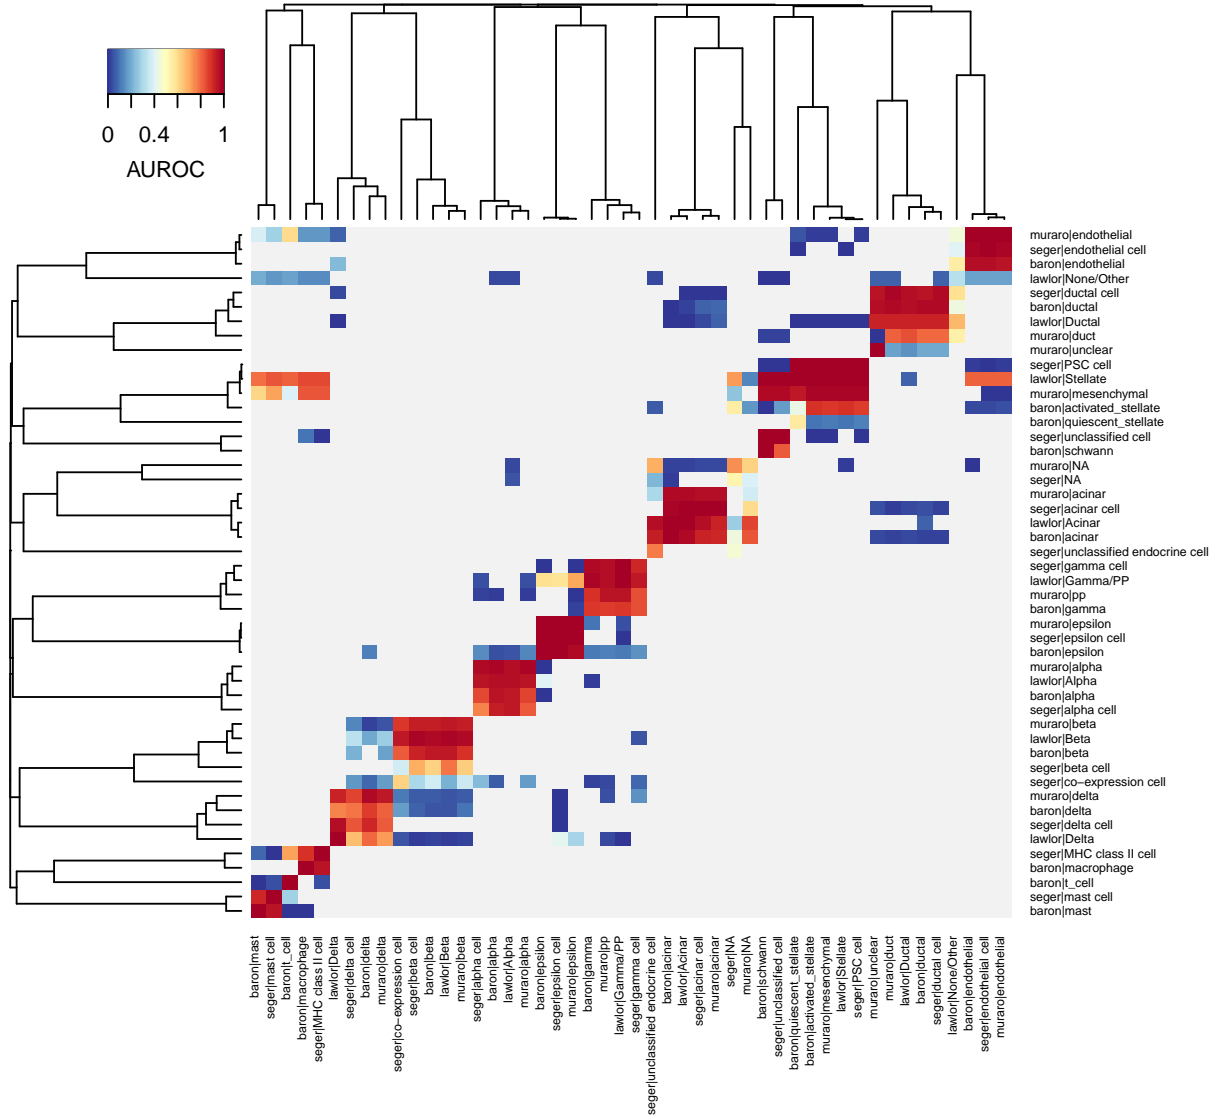 0 0.4 1
AUROC
muraro|endothelial
seger|endothelial cell
baron|endothelial
lawlor|None/Other
seger|ductal cell
baron|ductal
lawlor|Ductal
muraro|duct
muraro|unclear
seger|PSC cell
lawlor|Stellate
muraro|mesenchymal
baron|activated_stellate
baron|quiescent_stellate
seger|unclassified cell
baron|schwann
muraro|NA
seger|NA
muraro|acinar
seger|acinar cell
lawlor|Acinar
baron|acinar
seger|unclassified endocrine cell
seger|gamma cell
lawlor|Gamma/PP
muraro|pp
baron|gamma
muraro|epsilon
seger|epsilon cell
baron|epsilon
muraro|alpha
lawlor|Alpha
baron|alpha
seger|alpha cell
muraro|beta
lawlor|Beta
baron|beta
seger|beta cell
seger|co−expression cell
muraro|delta
baron|delta
seger|delta cell
lawlor|Delta
seger|MHC class II cell
baron|macrophage
baron|t_cell
seger|mast cell
baron|mast
baron|mast
seger|mast cell
baron|t_cell
baron|macrophage
seger|MHC class II cell
lawlor|Delta
seger|delta cell
baron|delta
muraro|delta
seger|co−expression cell
seger|beta cell
baron|beta
lawlor|Beta
muraro|beta
seger|alpha cell
baron|alpha
lawlor|Alpha
muraro|alpha
baron|epsilon
seger|epsilon cell
muraro|epsilon
baron|gamma
muraro|pp
lawlor|Gamma/PP
seger|gamma cell
seger|unclassified endocrine cell
baron|acinar
lawlor|Acinar
seger|acinar cell
muraro|acinar
seger|NA
muraro|NA
baron|schwann
seger|unclassified cell
baron|quiescent_stellate
baron|activated_stellate
muraro|mesenchymal
lawlor|Stellate
seger|PSC cell
muraro|unclear
muraro|duct
lawlor|Ductal
baron|ductal
seger|ductal cell
lawlor|None/Other
baron|endothelial
seger|endothelial cell
muraro|endothelial